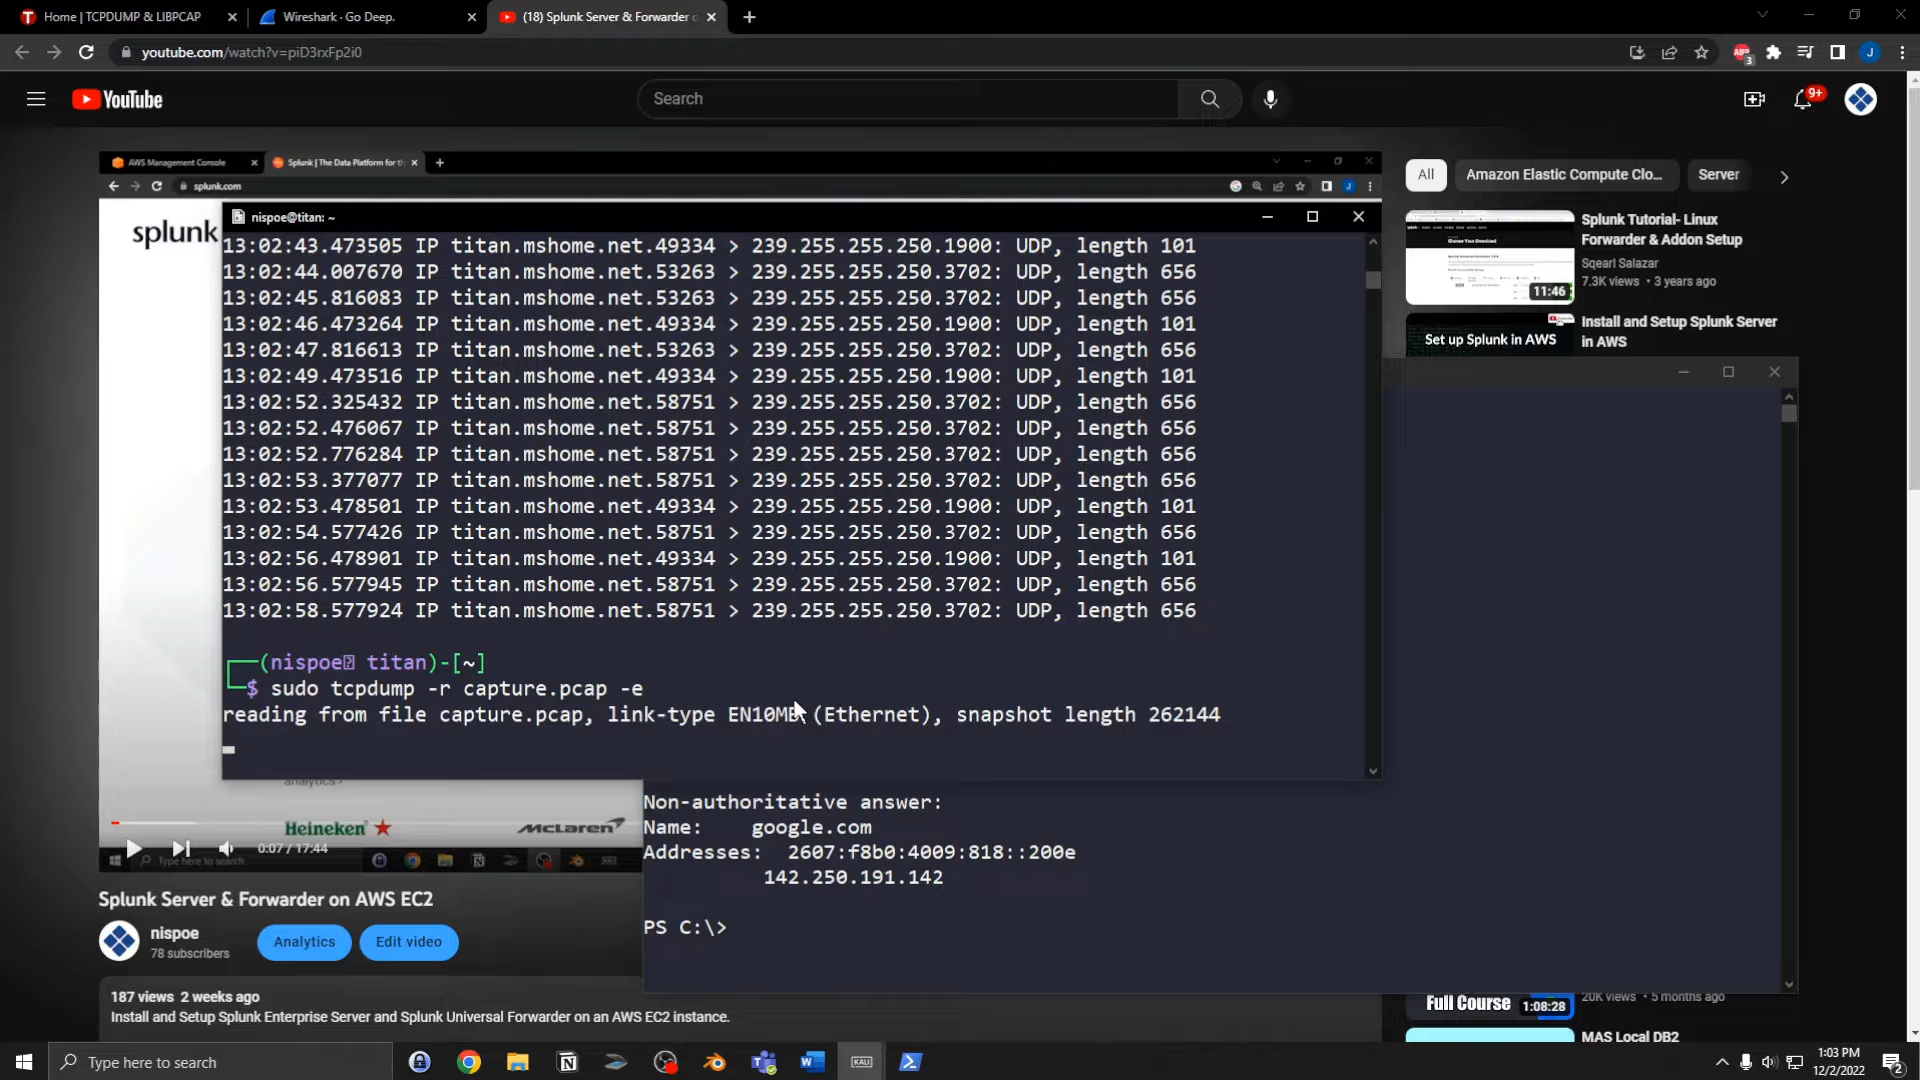 Home | TCPDUMP & LIBPCAP
Wireshark · Go Deep.
(18) Splunk Server & Forwarder o
youtube.com/watch?v=piD3rxFp2i0
YouTube
Search
9+
AWS Management Console
Splunk | The Data Platform for th
splunk.com
splunk
nispoe@titan: ~
13:02:43.473505 IP titan.mshome.net.49334 > 239.255.255.250.1900: UDP, length 101
13:02:44.007670 IP titan.mshome.net.53263 > 239.255.255.250.3702: UDP, length 656
13:02:45.816083 IP titan.mshome.net.53263 > 239.255.255.250.3702: UDP, length 656
13:02:46.473264 IP titan.mshome.net.49334 > 239.255.255.250.1900: UDP, length 101
13:02:47.816613 IP titan.mshome.net.53263 > 239.255.255.250.3702: UDP, length 656
13:02:49.473516 IP titan.mshome.net.49334 > 239.255.255.250.1900: UDP, length 101
13:02:52.325432 IP titan.mshome.net.58751 > 239.255.255.250.3702: UDP, length 656
13:02:52.476067 IP titan.mshome.net.58751 > 239.255.255.250.3702: UDP, length 656
13:02:52.776284 IP titan.mshome.net.58751 > 239.255.255.250.3702: UDP, length 656
13:02:53.377077 IP titan.mshome.net.58751 > 239.255.255.250.3702: UDP, length 656
13:02:53.478501 IP titan.mshome.net.49334 > 239.255.255.250.1900: UDP, length 101
13:02:54.577426 IP titan.mshome.net.58751 > 239.255.255.250.3702: UDP, length 656
13:02:56.478901 IP titan.mshome.net.49334 > 239.255.255.250.1900: UDP, length 101
13:02:56.577945 IP titan.mshome.net.58751 > 239.255.255.250.3702: UDP, length 656
13:02:58.577924 IP titan.mshome.net.58751 > 239.255.255.250.3702: UDP, length 656
(nispoe titan)-[~]
$ sudo tcpdump -r capture.pcap -e
reading from file capture.pcap, link-type EN10MB (Ethernet), snapshot length 262144
analytics
Heineken
McLaren
0:07 / 17:44
Type here to search
Non-authoritative answer:
Name: google.com
Addresses: 2607:f8b0:4009:818::200e
142.250.191.142
PS C:\>
Splunk Server & Forwarder on AWS EC2
nispoe
78 subscribers
Analytics
Edit video
187 views 2 weeks ago
Install and Setup Splunk Enterprise Server and Splunk Universal Forwarder on an AWS EC2 instance.
All
Amazon Elastic Compute Clo...
Server
11:46
Splunk Tutorial- Linux
Forwarder & Addon Setup
Sqearl Salazar
7.3K views • 3 years ago
Set up Splunk in AWS
Install and Setup Splunk Server
in AWS
Full Course
1:08:28
20K views • 5 months ago
MAS Local DB2
Type here to search
KALI
1:03 PM
12/2/2022
2